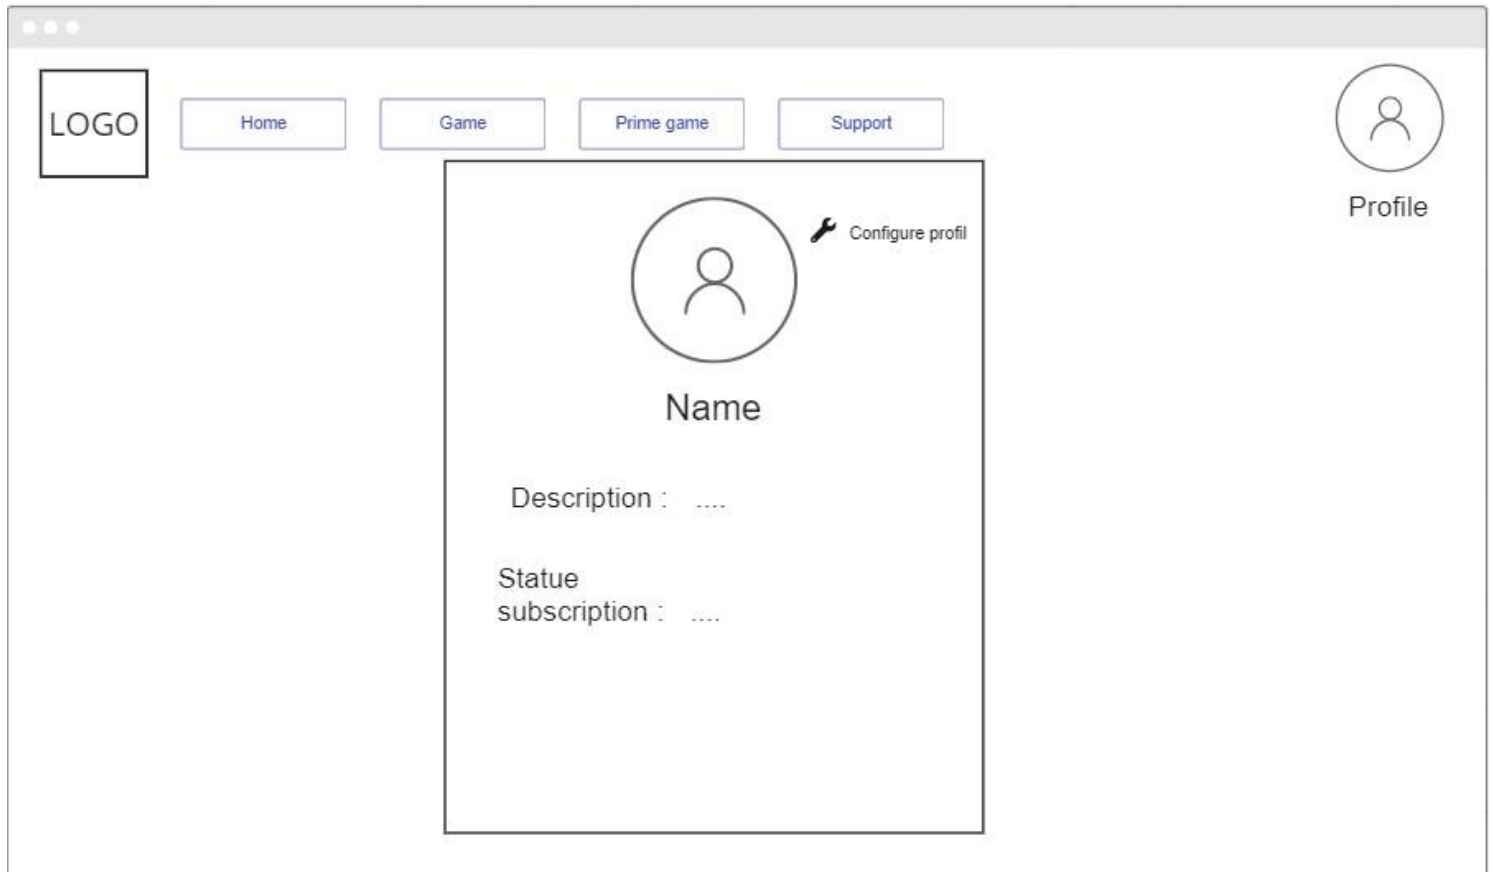 LOGO
Home
Game
Prime game
Support
Profile
Configure profil
Name
Description : ....
Statue
subscription : ....